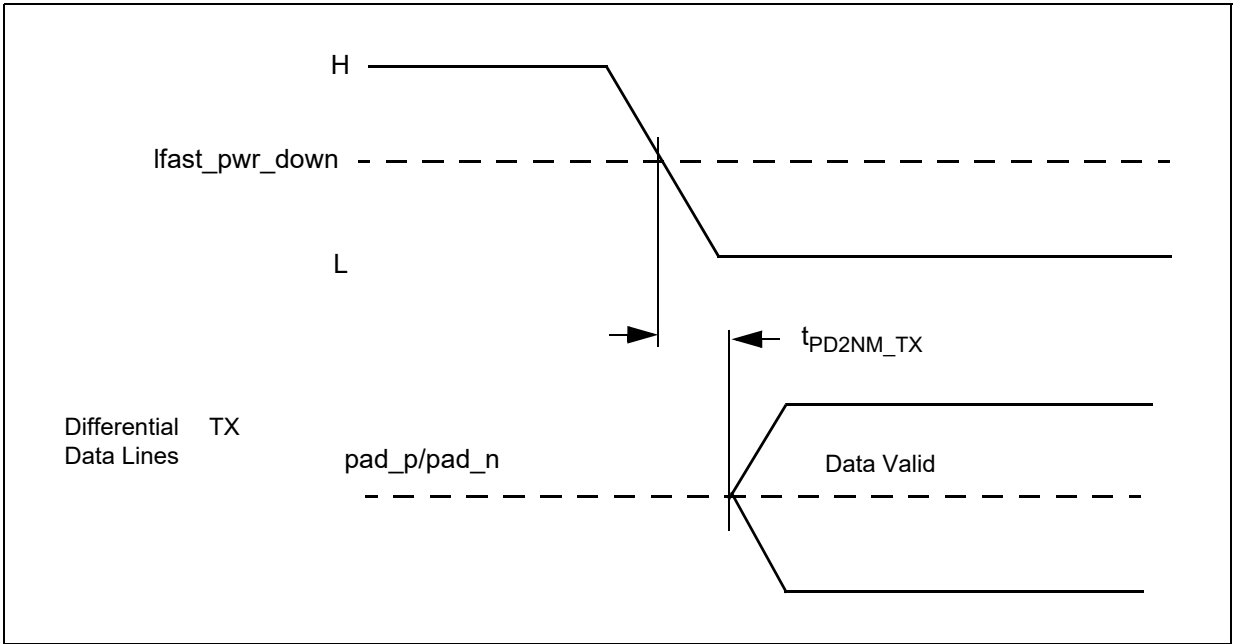 H
lfast_pwr_down
L
tPD2NM_TX
Differential TX
Data Lines
pad_p/pad_n
Data Valid